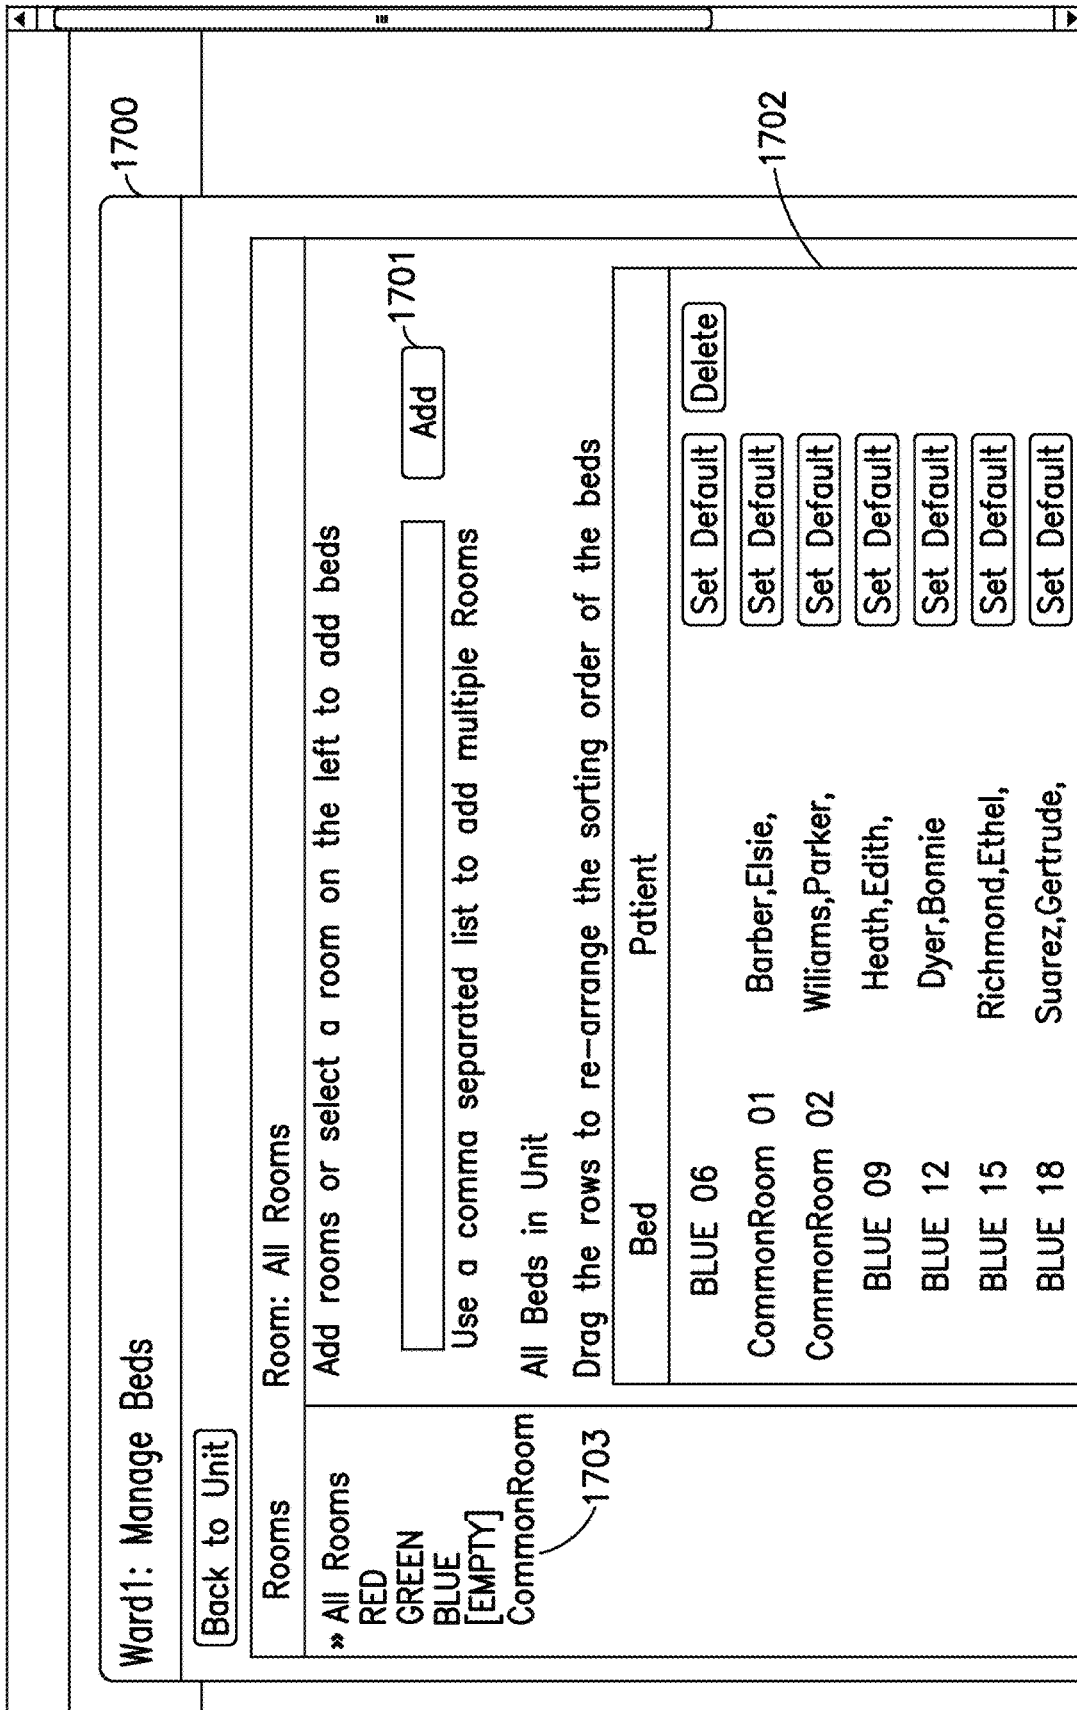 1700
Ward1: Manage Beds
Back to Unit
Rooms
Room: All Rooms
» All Rooms
RED
GREEN
BLUE
[EMPTY]
CommonRoom
1703
Add rooms or select a room on the left to add beds
Add
1701
Use a comma separated list to add multiple Rooms
All Beds in Unit
Drag the rows to re-arrange the sorting order of the beds
1702
Bed Patient
BLUE 06 Set Default Delete
CommonRoom 01 Barber,Elsie, Set Default
CommonRoom 02 Wiliams,Parker, Set Default
BLUE 09 Heath,Edith, Set Default
BLUE 12 Dyer,Bonnie Set Default
BLUE 15 Richmond,Ethel, Set Default
BLUE 18 Suarez,Gertrude, Set Default